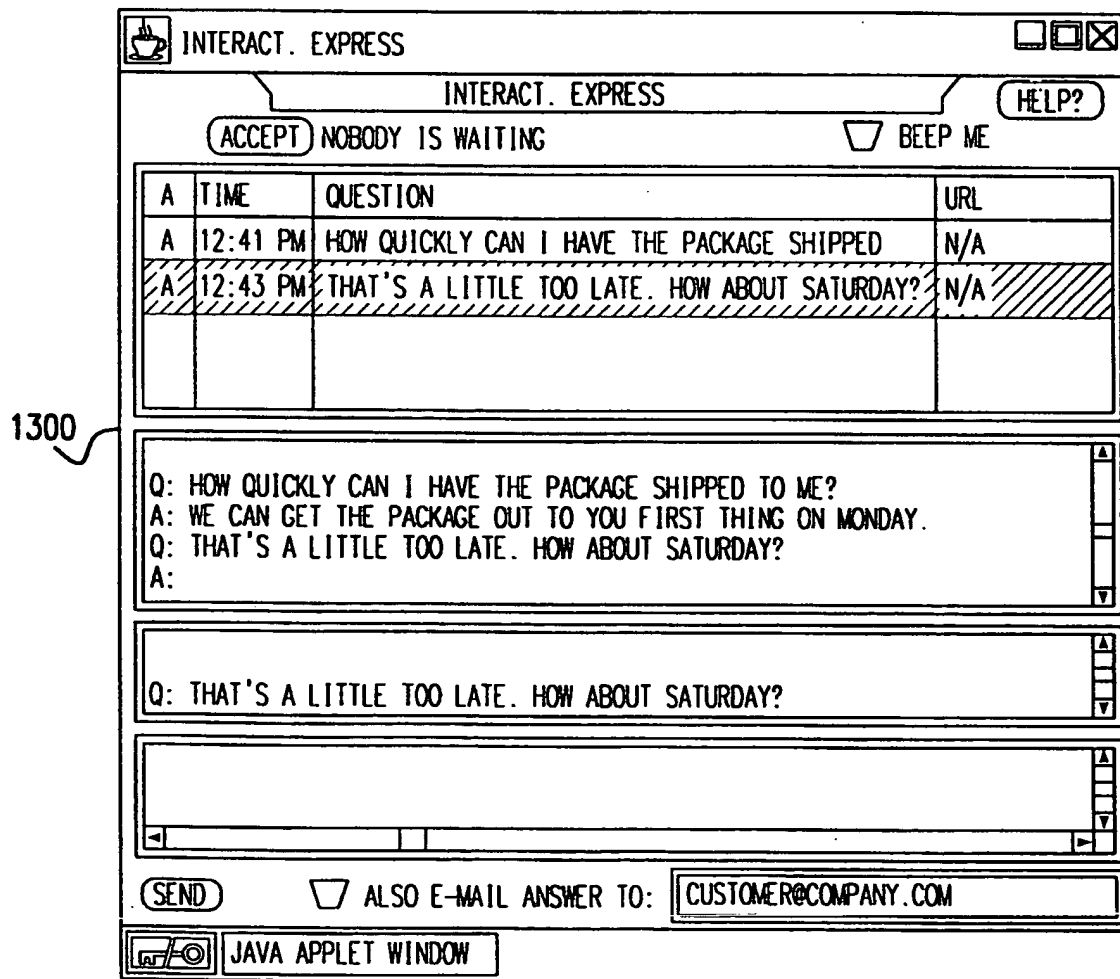 INTERACT. EXPRESS
INTERACT. EXPRESS
HELP?
ACCEPT NOBODY IS WAITING BEEP ME
A TIME QUESTION URL
A 12:41 PM HOW QUICKLY CAN I HAVE THE PACKAGE SHIPPED N/A
A 12:43 PM THAT'S A LITTLE TOO LATE. HOW ABOUT SATURDAY? N/A
1300
Q: HOW QUICKLY CAN I HAVE THE PACKAGE SHIPPED TO ME?
A: WE CAN GET THE PACKAGE OUT TO YOU FIRST THING ON MONDAY.
Q: THAT'S A LITTLE TOO LATE. HOW ABOUT SATURDAY?
A:
Q: THAT'S A LITTLE TOO LATE. HOW ABOUT SATURDAY?
SEND ALSO E-MAIL ANSWER TO: CUSTOMER@COMPANY.COM
JAVA APPLET WINDOW